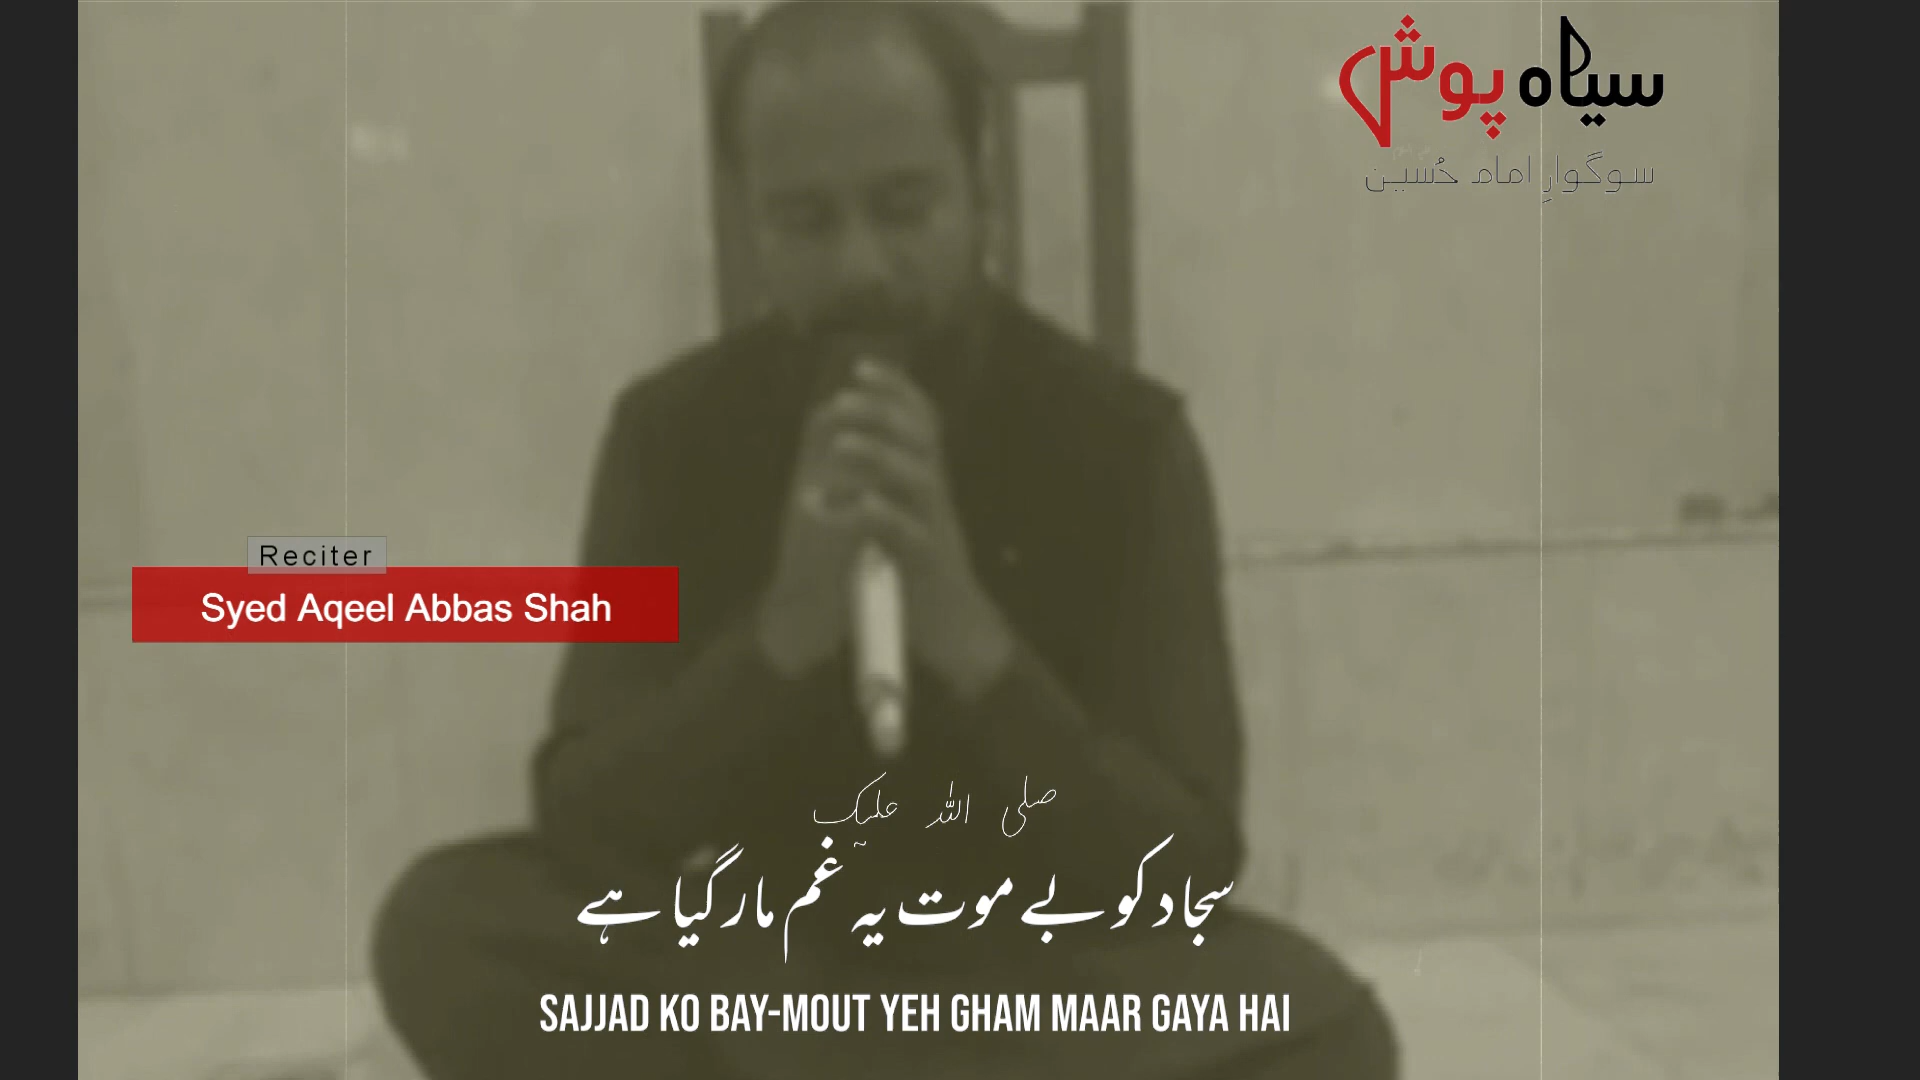 سیاہ پوش
سوگوارِ امام حُسین
Reciter
Syed Aqeel Abbas Shah
صلی اللہ علیک
سجاد کو بے موت یہ غم مار گیا ہے
SAJJAD KO BAY-MOUT YEH GHAM MAAR GAYA HAI